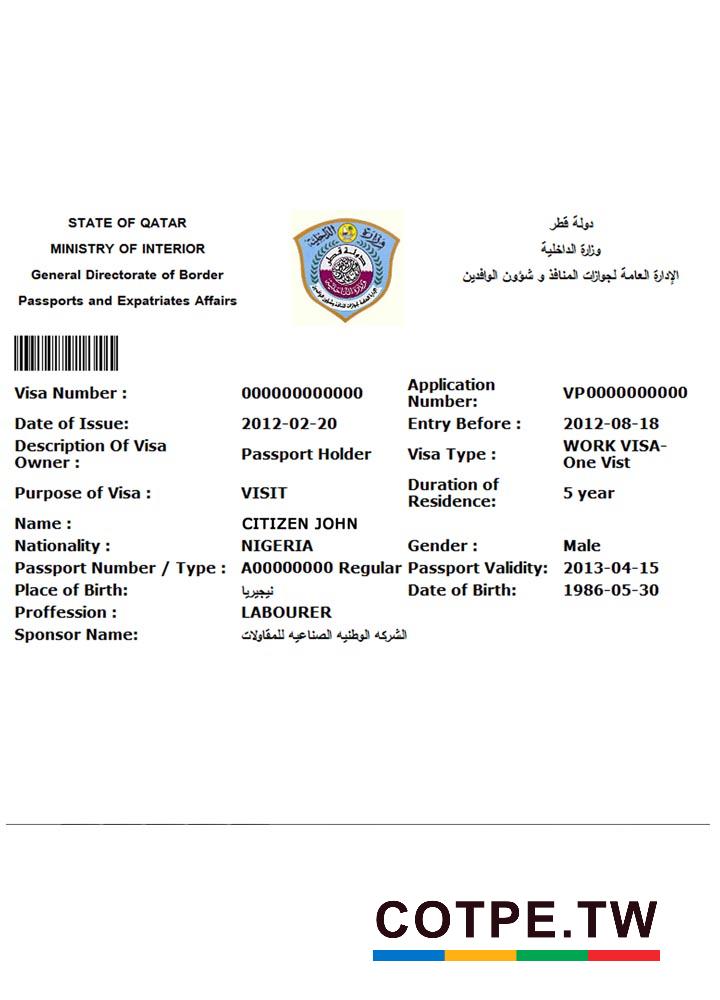 STATE OF QATAR
MINISTRY OF INTERIOR
General Directorate of Border
Passports and Expatriates Affairs
دولة قطر
وزارة الداخلية
الإدارة العامة لجوازات المنافذ و شؤون الوافدين
وزارة الداخلية
دولة قطر
Visa Number : 000000000000 Application Number: VP0000000000
Date of Issue: 2012-02-20 Entry Before : 2012-08-18
Description Of Visa Owner : Passport Holder Visa Type : WORK VISA-One Vist
Purpose of Visa : VISIT Duration of Residence: 5 year
Name : CITIZEN JOHN
Nationality : NIGERIA Gender : Male
Passport Number / Type : A00000000 Regular Passport Validity: 2013-04-15
Place of Birth: نيجيريا Date of Birth: 1986-05-30
Proffession : LABOURER
Sponsor Name: الشركه الوطنيه الصناعيه للمقاولات
COTPE.TW